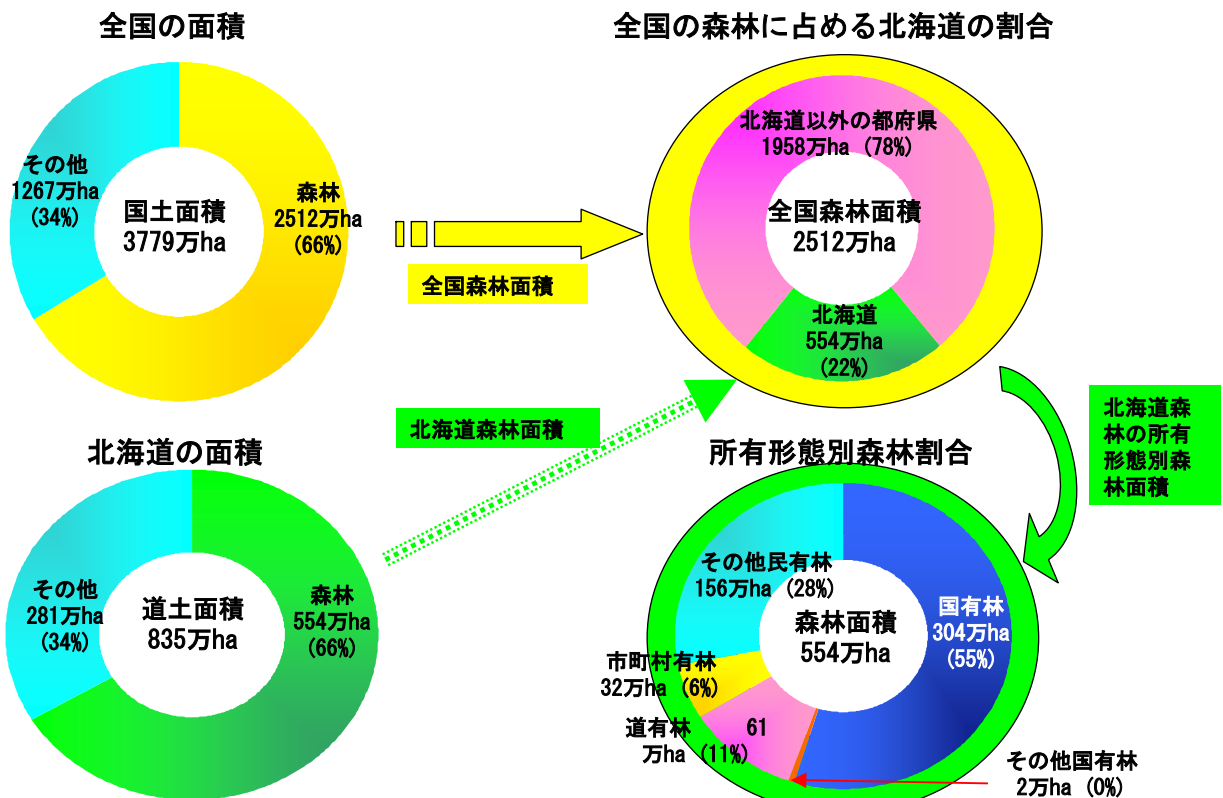 全国の面積
その他
1267万ha
(34%)
国土面積
3779万ha
森林
2512万ha
(66%)
全国森林面積
全国の森林に占める北海道の割合
北海道以外の都府県
1958万ha (78%)
全国森林面積
2512万ha
北海道
554万ha
(22%)
北海道森林面積
北海道森
林の所有
形態別森
林面積
北海道の面積
その他
281万ha
(34%)
道土面積
835万ha
森林
554万ha
(66%)
所有形態別森林割合
その他民有林
156万ha (28%)
森林面積
554万ha
国有林
304万ha
(55%)
市町村有林
32万ha (6%)
道有林 61
万ha (11%)
その他国有林
2万ha (0%)